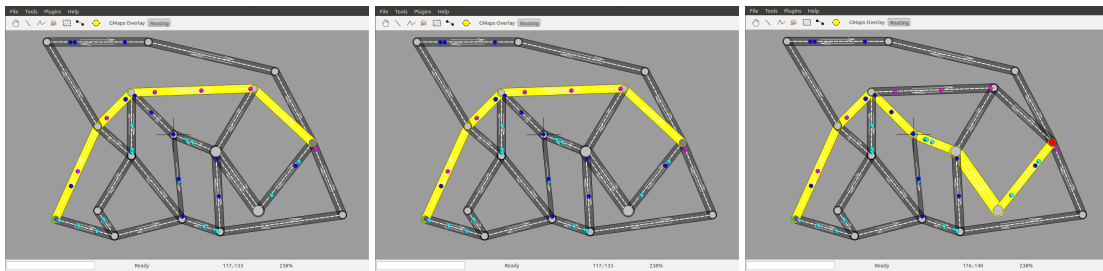 File Tools Plugins Help
GMaps Overlay Routing
Ready 117,-133 238%
File Tools Plugins Help
GMaps Overlay Routing
Ready 117,-133 238%
File Tools Plugins Help
GMaps Overlay Routing
Ready 176,-140 238%